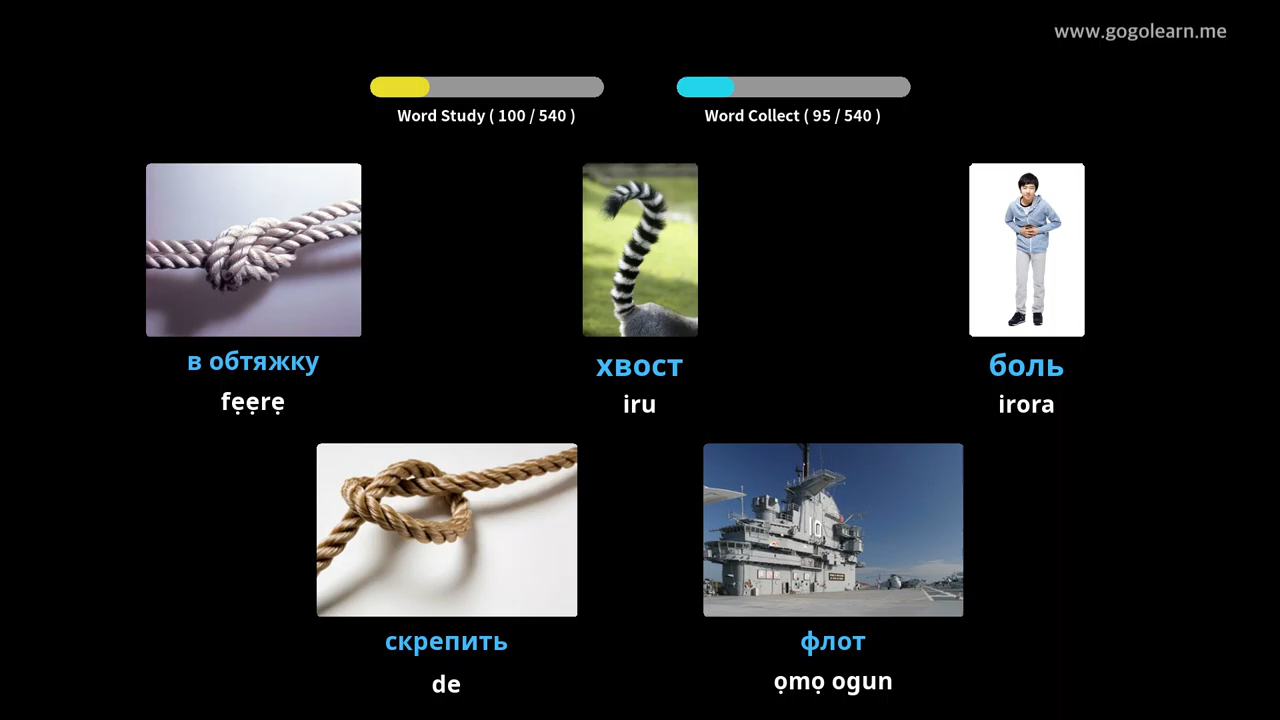 www.gogolearn.me
Word Study ( 100 / 540 )
Word Collect ( 95 / 540 )
в обтяжку
fẹẹrẹ
хвост
iru
боль
irora
10
скрепить
de
флот
ọmọ ogun